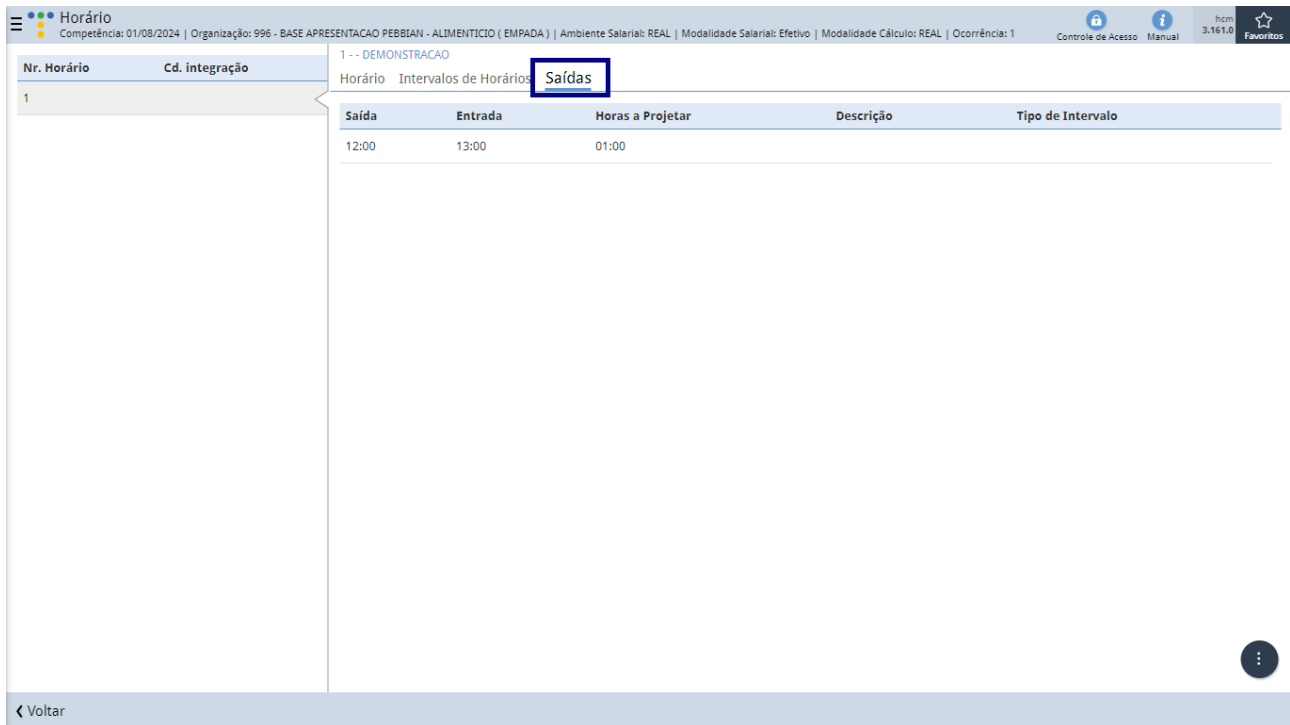 Horário
Competência: 01/08/2024 | Organização: 996 - BASE APRESENTACAO PEBBIAN - ALIMENTICIO ( EMPADA ) | Ambiente Salarial: REAL | Modalidade Salarial: Efetivo | Modalidade Cálculo: REAL | Ocorrência: 1
Controle de Acesso Manual
hcm
3.161.0
Favoritos
Nr. Horário Cd. integração
1
1 - - DEMONSTRACAO
Horário Intervalos de Horários Saídas
Saída Entrada Horas a Projetar Descrição Tipo de Intervalo
12:00 13:00 01:00
Voltar